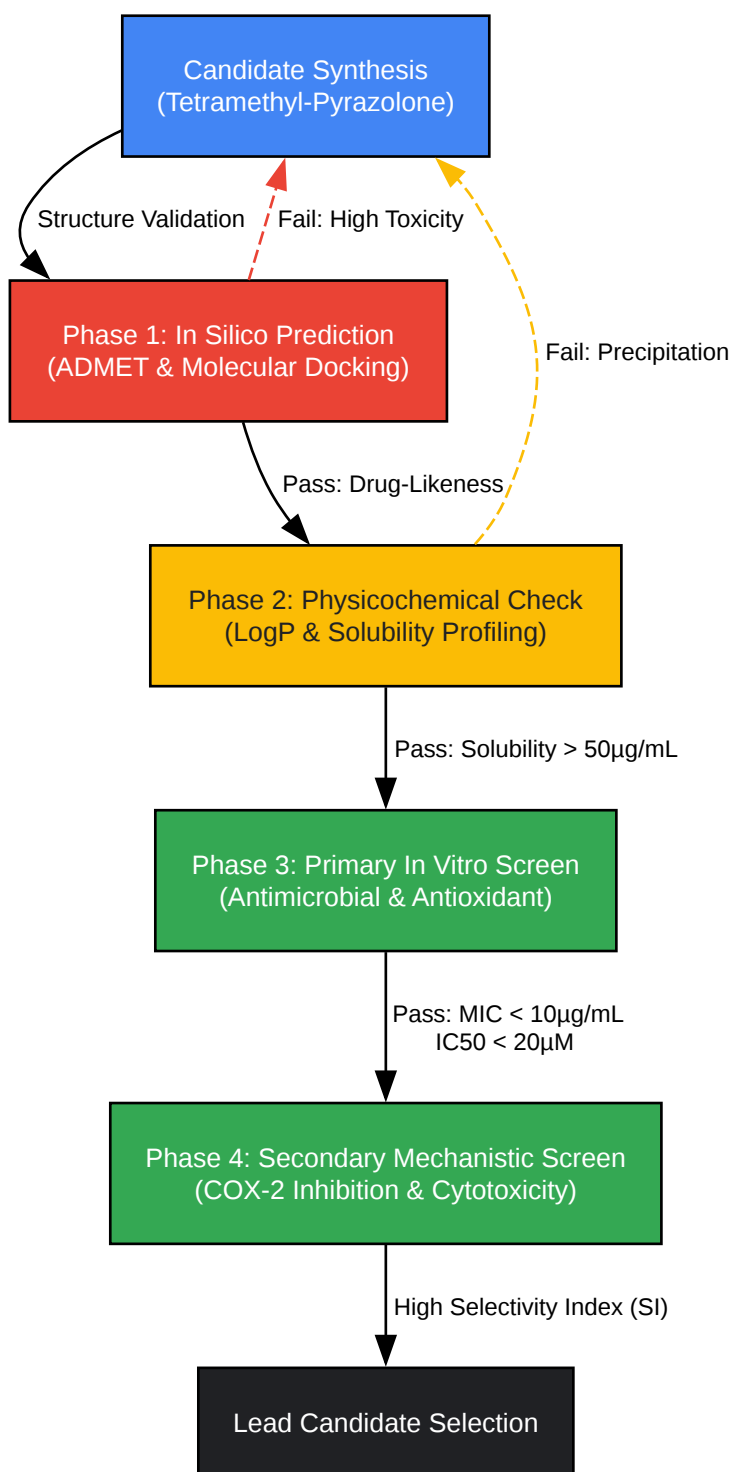 Candidate Synthesis
(Tetramethyl-Pyrazolone)
Structure Validation
Fail: High Toxicity
Phase 1: In Silico Prediction
(ADMET & Molecular Docking)
Fail: Precipitation
Pass: Drug-Likeness
Phase 2: Physicochemical Check
(LogP & Solubility Profiling)
Pass: Solubility > 50µg/mL
Phase 3: Primary In Vitro Screen
(Antimicrobial & Antioxidant)
Pass: MIC < 10µg/mL
IC50 < 20µM
Phase 4: Secondary Mechanistic Screen
(COX-2 Inhibition & Cytotoxicity)
High Selectivity Index (SI)
Lead Candidate Selection